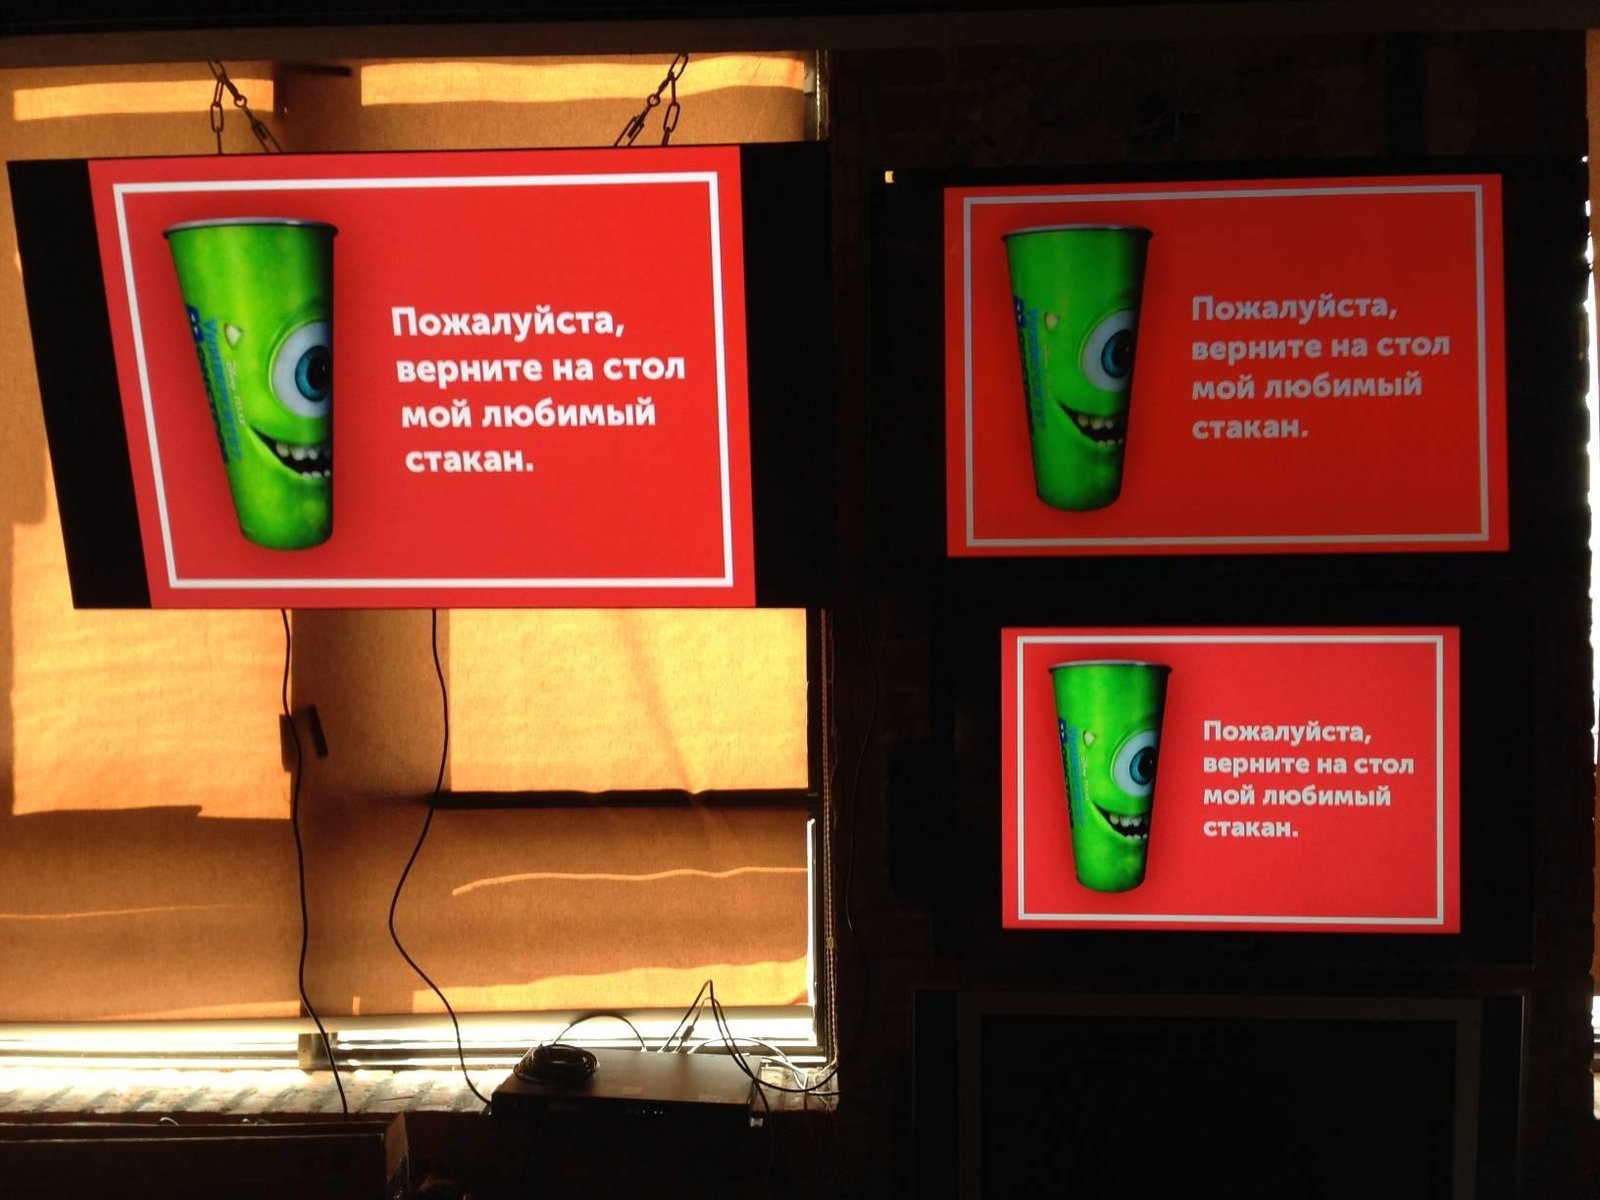 Пожалуйста,
верните на стол
мой любимый
стакан.
Пожалуйста,
верните на стол
мой любимый
стакан.
Пожалуйста,
верните на стол
мой любимый
стакан.